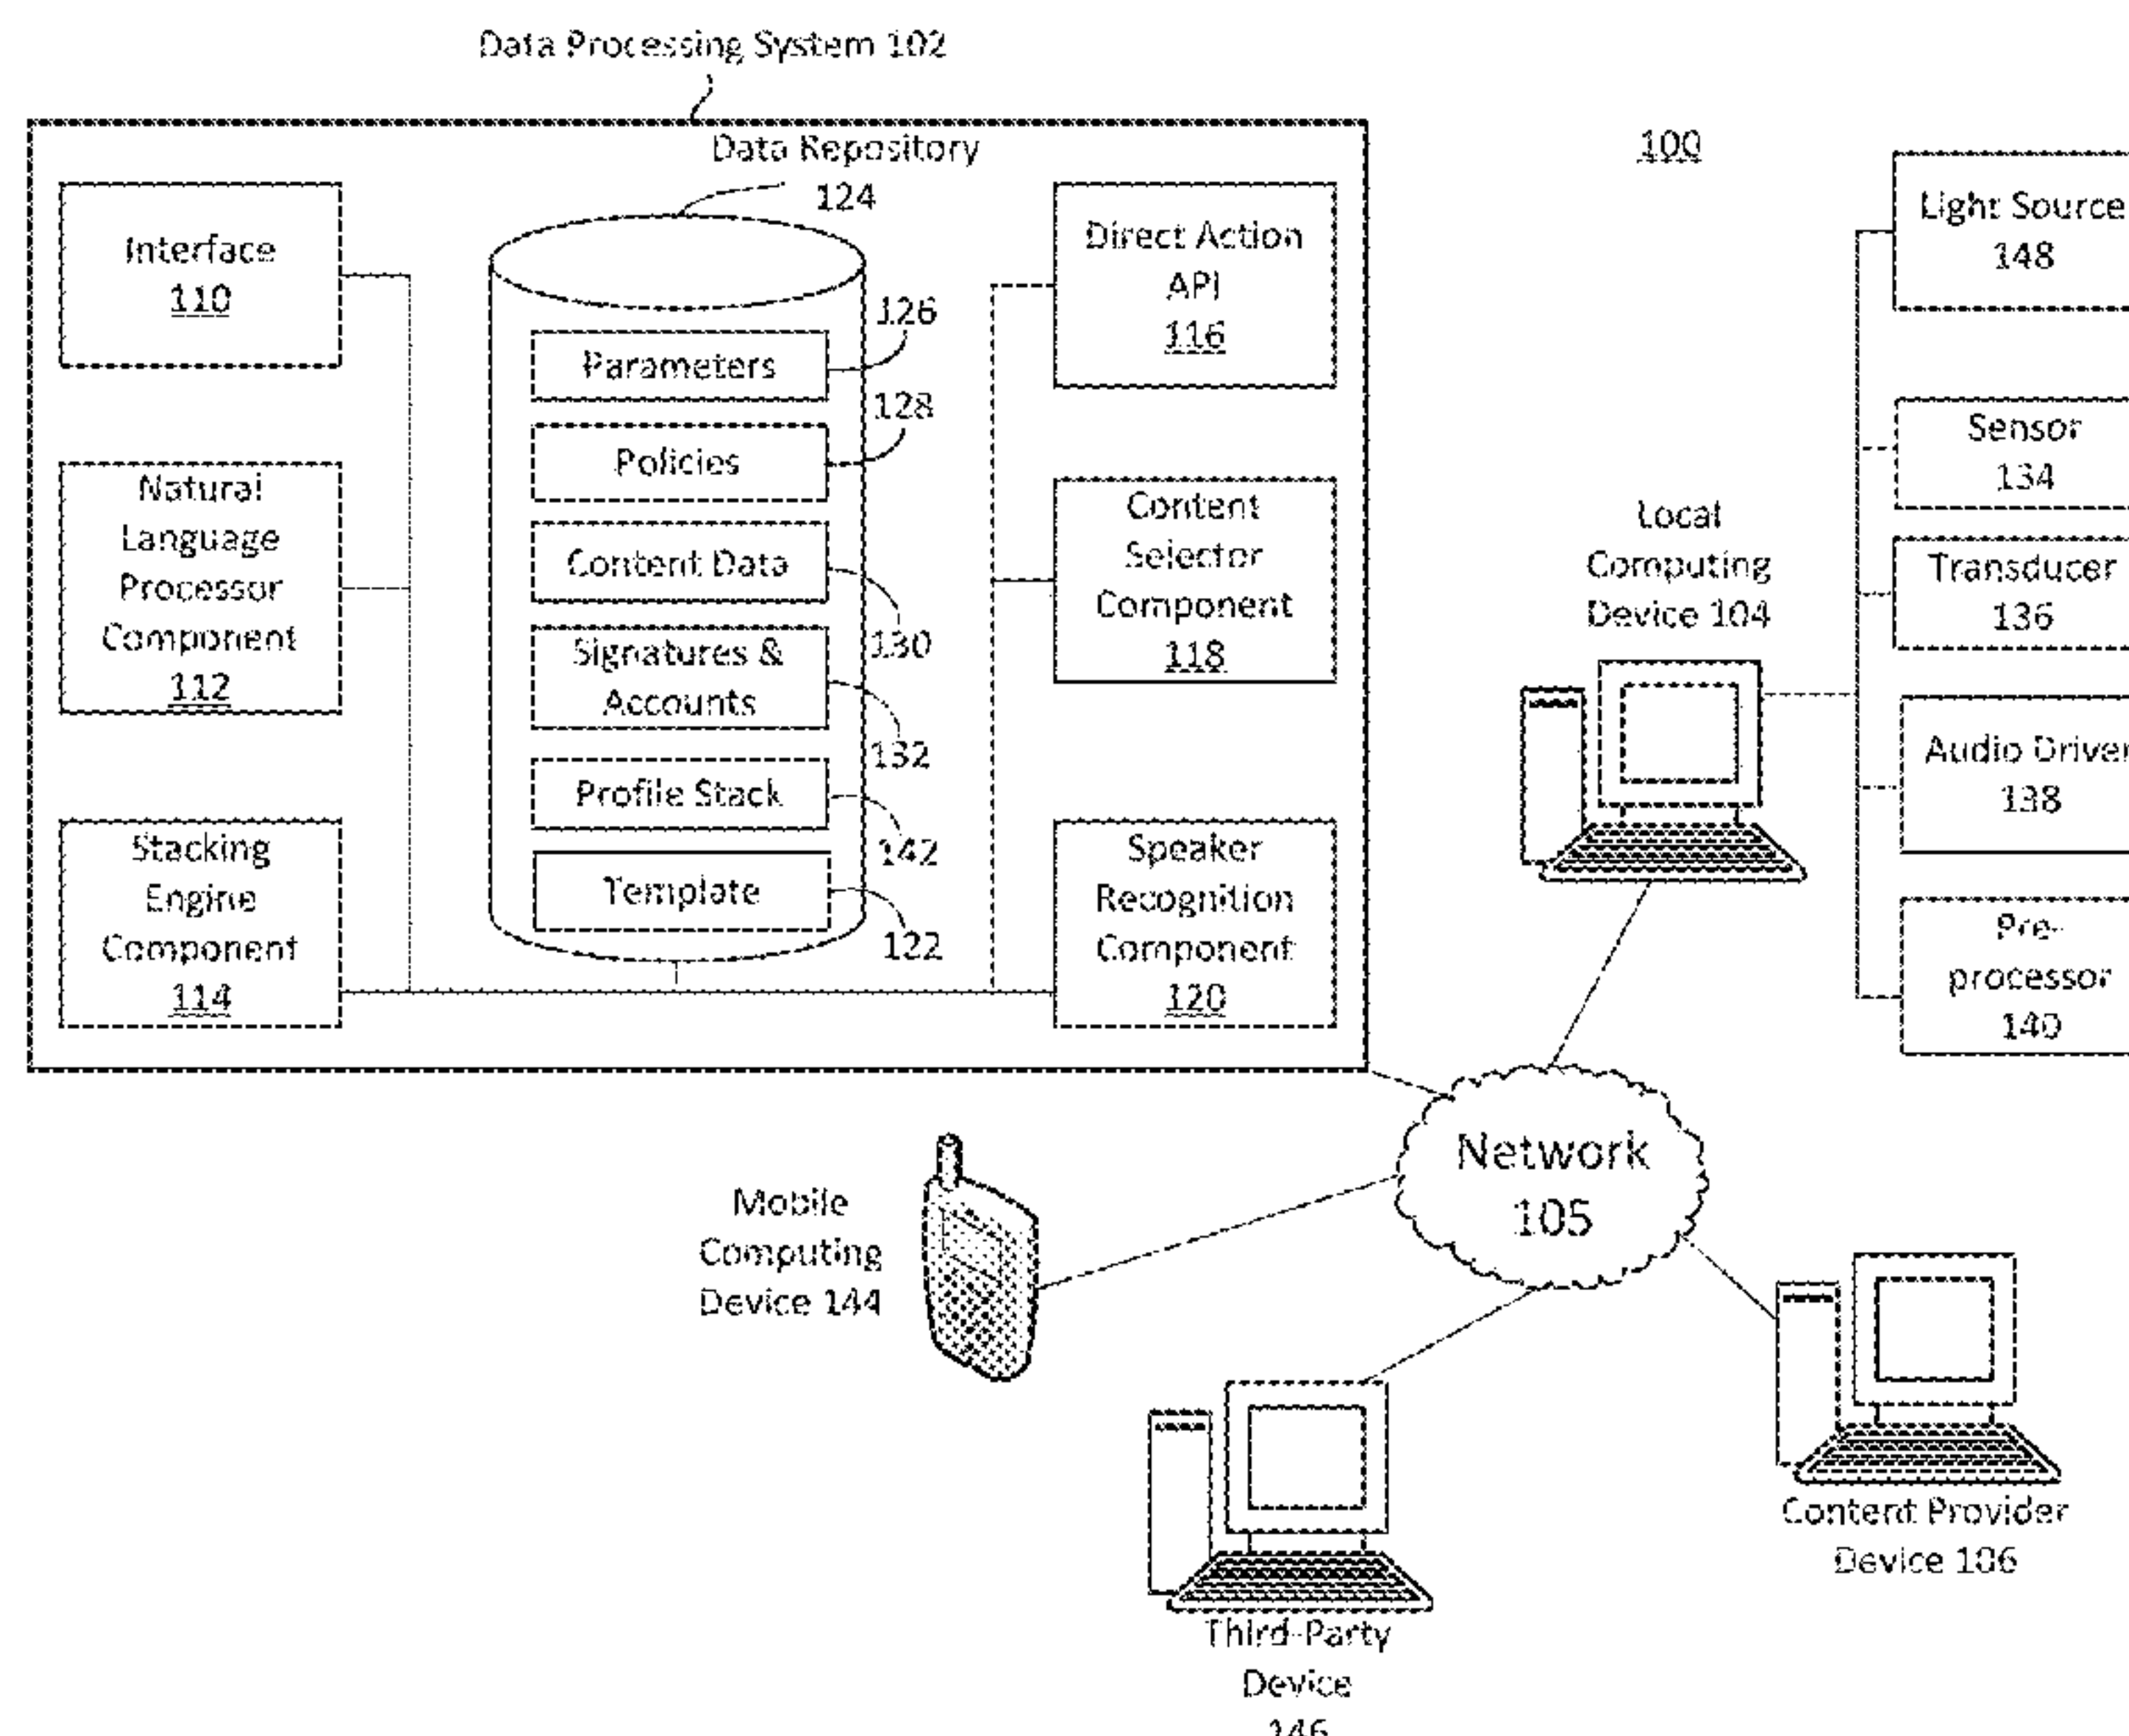 Data Processing System 102
Data Repository
124
100
Interface
110
Natural
Language
Processor
Component
112
Stacking
Engine
Component
114
Parameters
126
Policies
128
Content Data
130
Signatures &
Accounts
132
Profile Stack
142
Template
122
Direct Action
API
116
Content
Selector
Component
118
Speaker
Recognition
Component
120
Local
Computing
Device 104
Light Source
148
Sensor
134
Transducer
136
Audio Driver
138
Pre-
processor
140
Network
105
Mobile
Computing
Device 144
Content Provider
Device 106
Third-Party
Device
146